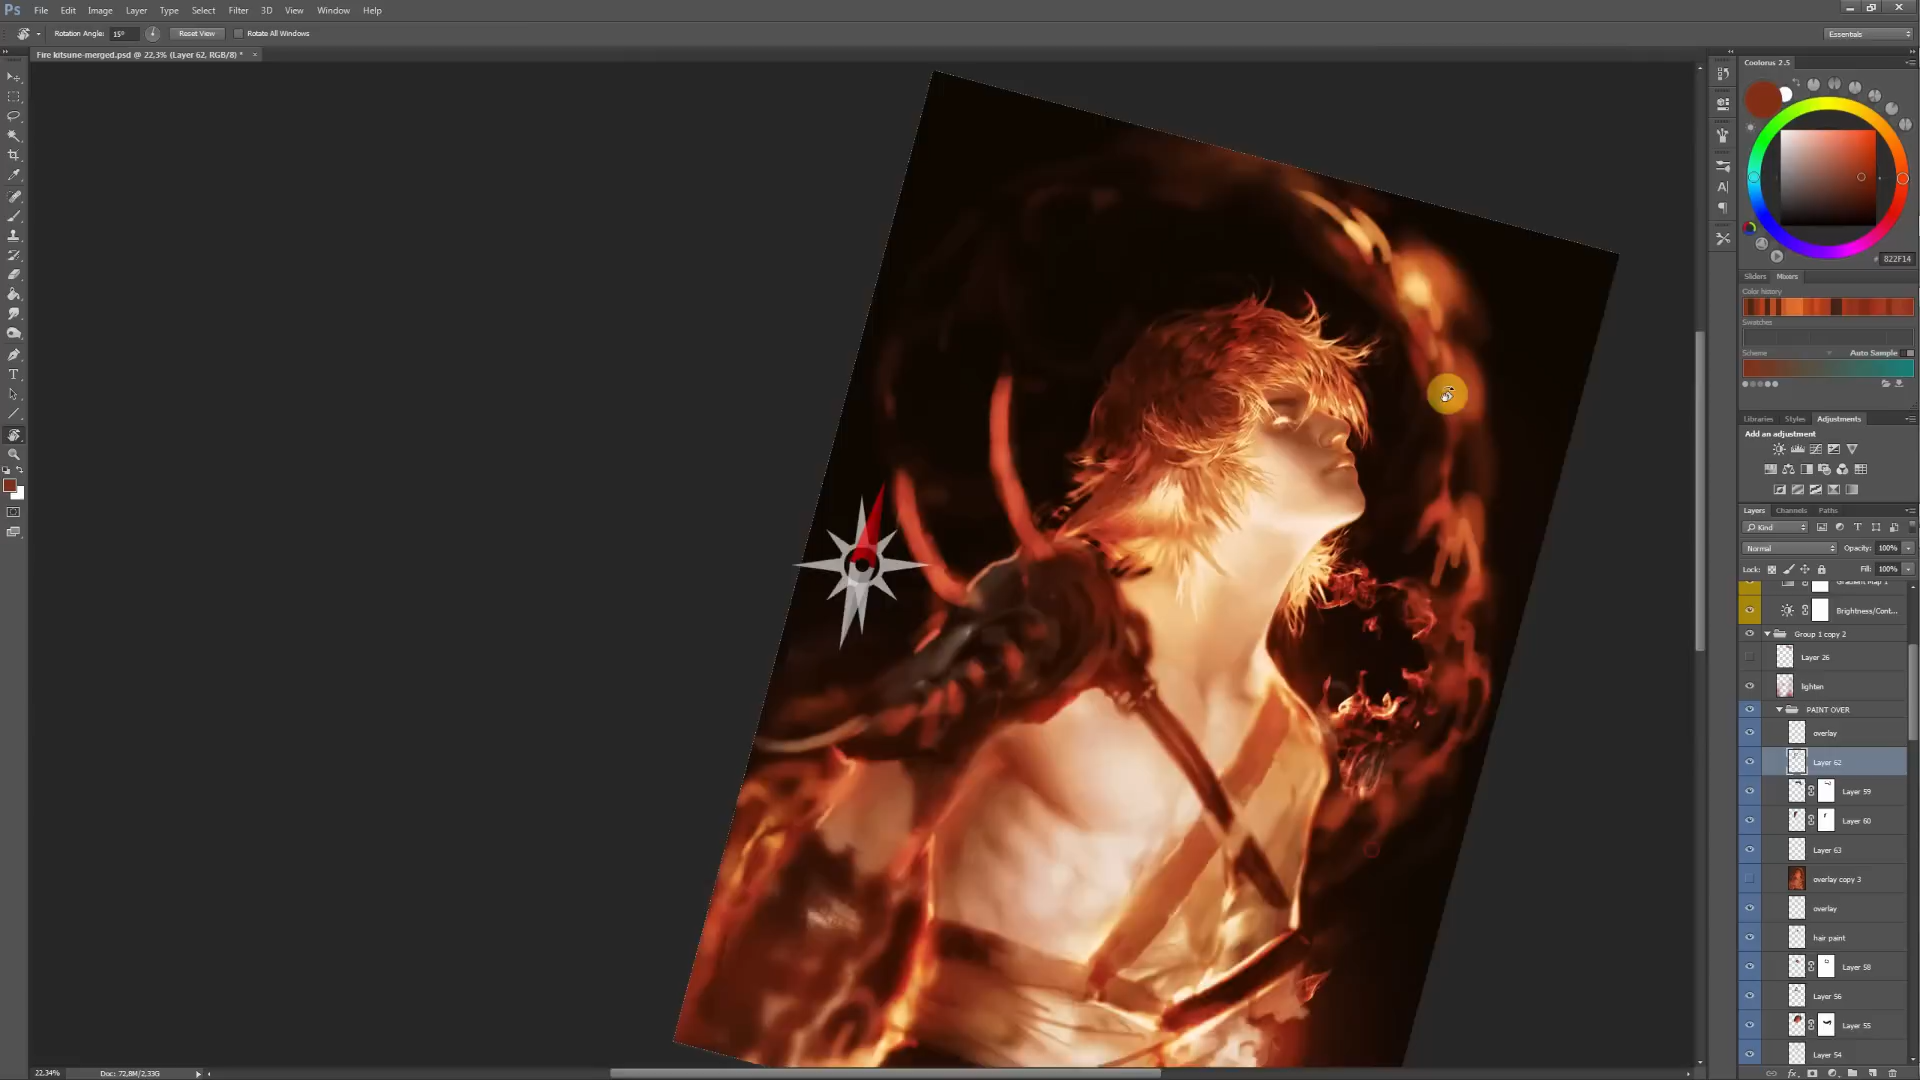 Ps File Edit Image Layer Type Select Filter 3D View Window Help
Rotation Angle: 15° Reset View Rotate All Windows Essentials
Fire kitsune-merged.psd @ 22,3% (Layer 62, RGB/8) *
Coolorus 2.5
822F14
Sliders Mixers
Color history
Swatches
Scheme Auto Sample
Libraries Styles Adjustments
Add an adjustment
Layers Channels Paths
Kind
Normal Opacity: 100%
Lock: Fill: 100%
Gradient Map 1
Brightness/Cont...
Group 1 copy 2
Layer 26
lighten
PAINT OVER
overlay
Layer 62
Layer 59
Layer 60
Layer 63
overlay copy 3
overlay
hair paint
Layer 58
Layer 56
Layer 55
Layer 54
22,34% Doc: 72,8M/2,33G